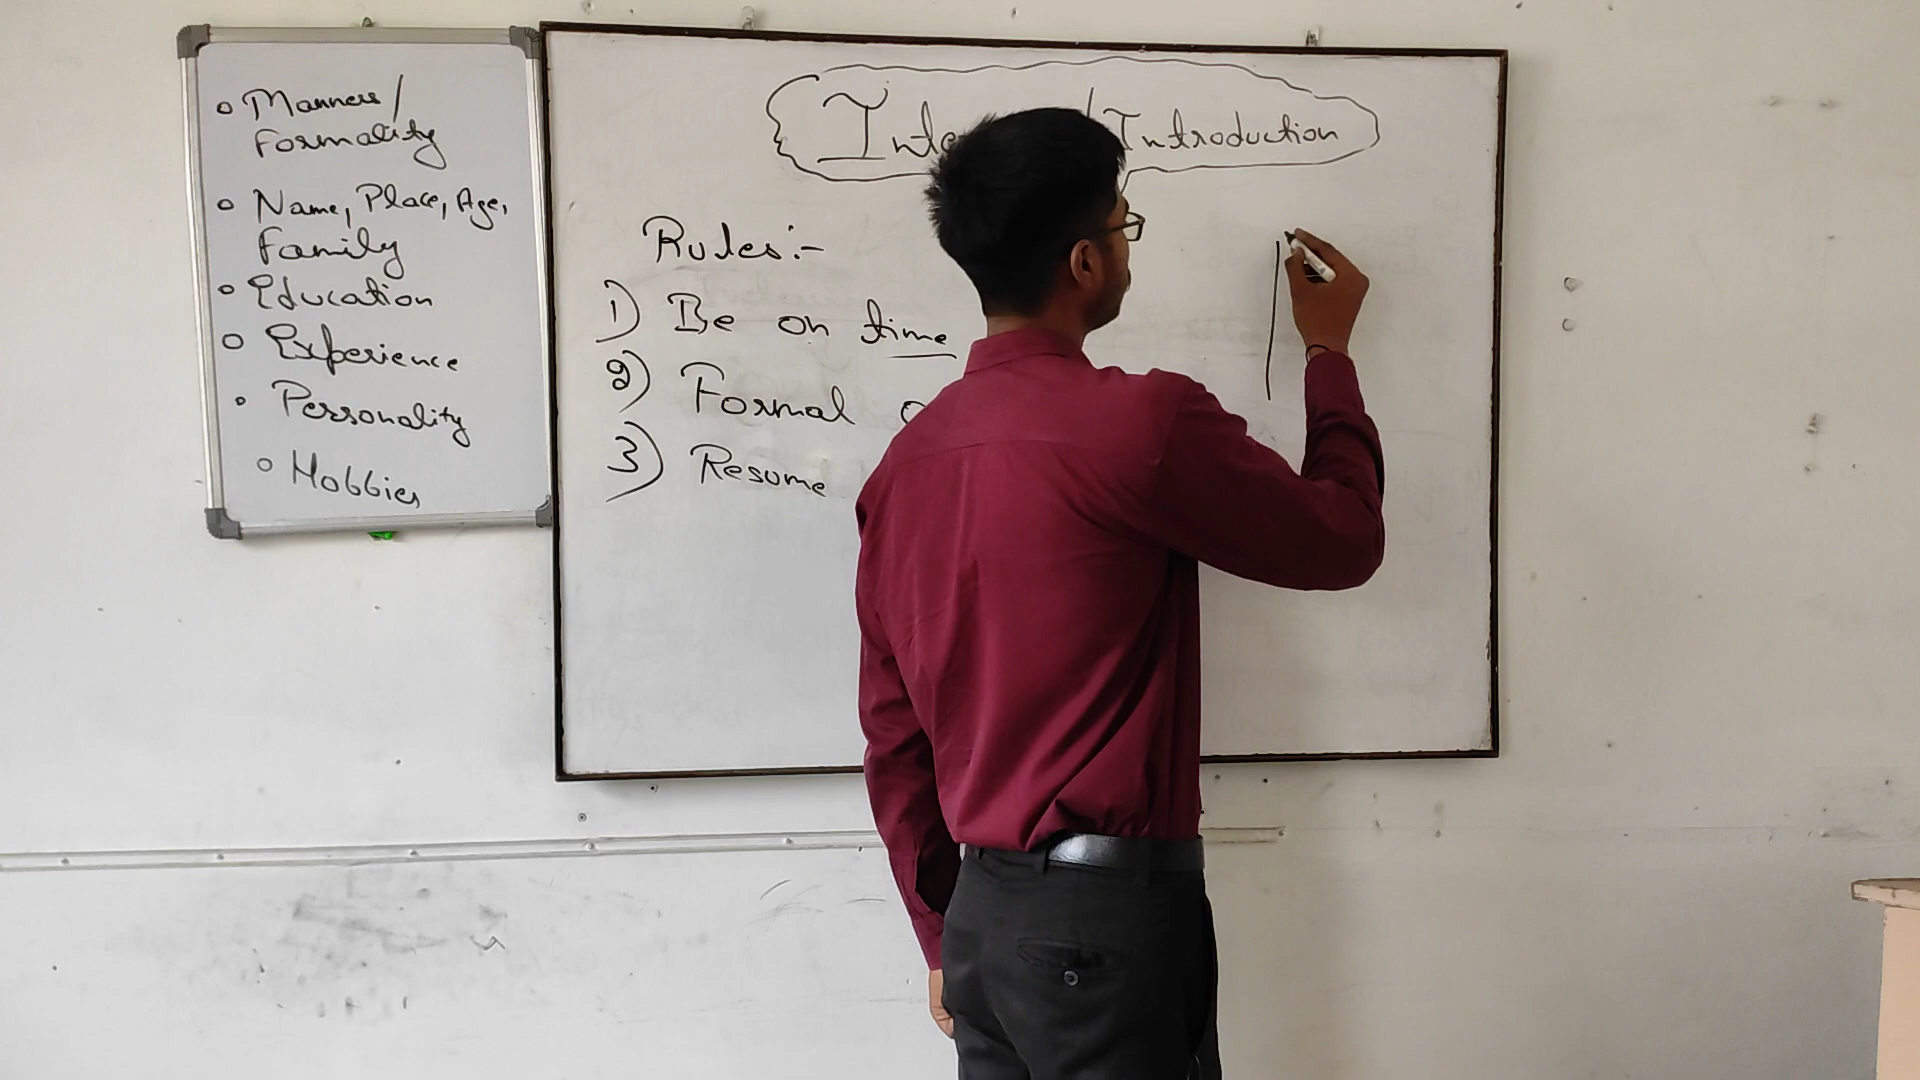 Manners/
Formality
Name, Place, Age,
Family
Education
Experience
Personality
Hobbies
/Introduction
Rules:-
1) Be on time
2) Formal
3) Resume